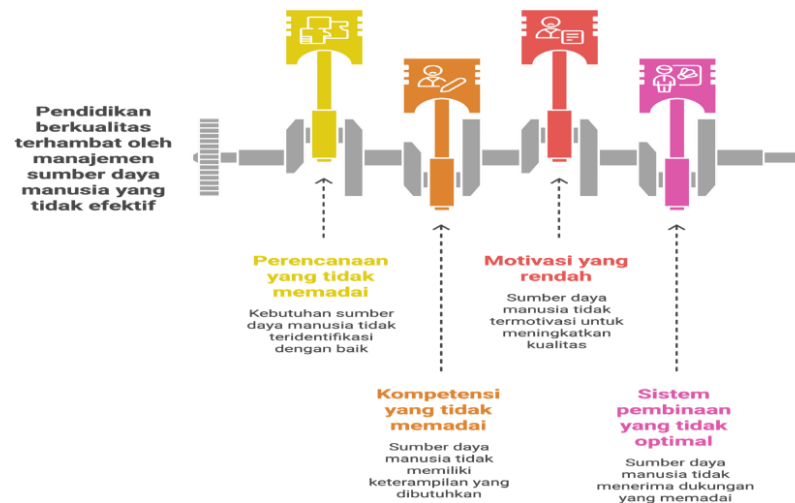 Pendidikan
berkualitas
terhambat oleh
manajemen
sumber daya
manusia yang
tidak efektif
Perencanaan
yang tidak
memadai
Kebutuhan sumber
daya manusia tidak
teridentifikasi
dengan baik
Kompetensi
yang tidak
memadai
Sumber daya
manusia tidak
memiliki
keterampilan yang
dibutuhkan
Motivasi yang
rendah
Sumber daya
manusia tidak
termotivasi untuk
meningkatkan
kualitas
Sistem
pembinaan
yang tidak
optimal
Sumber daya
manusia tidak
menerima dukungan
yang memadai